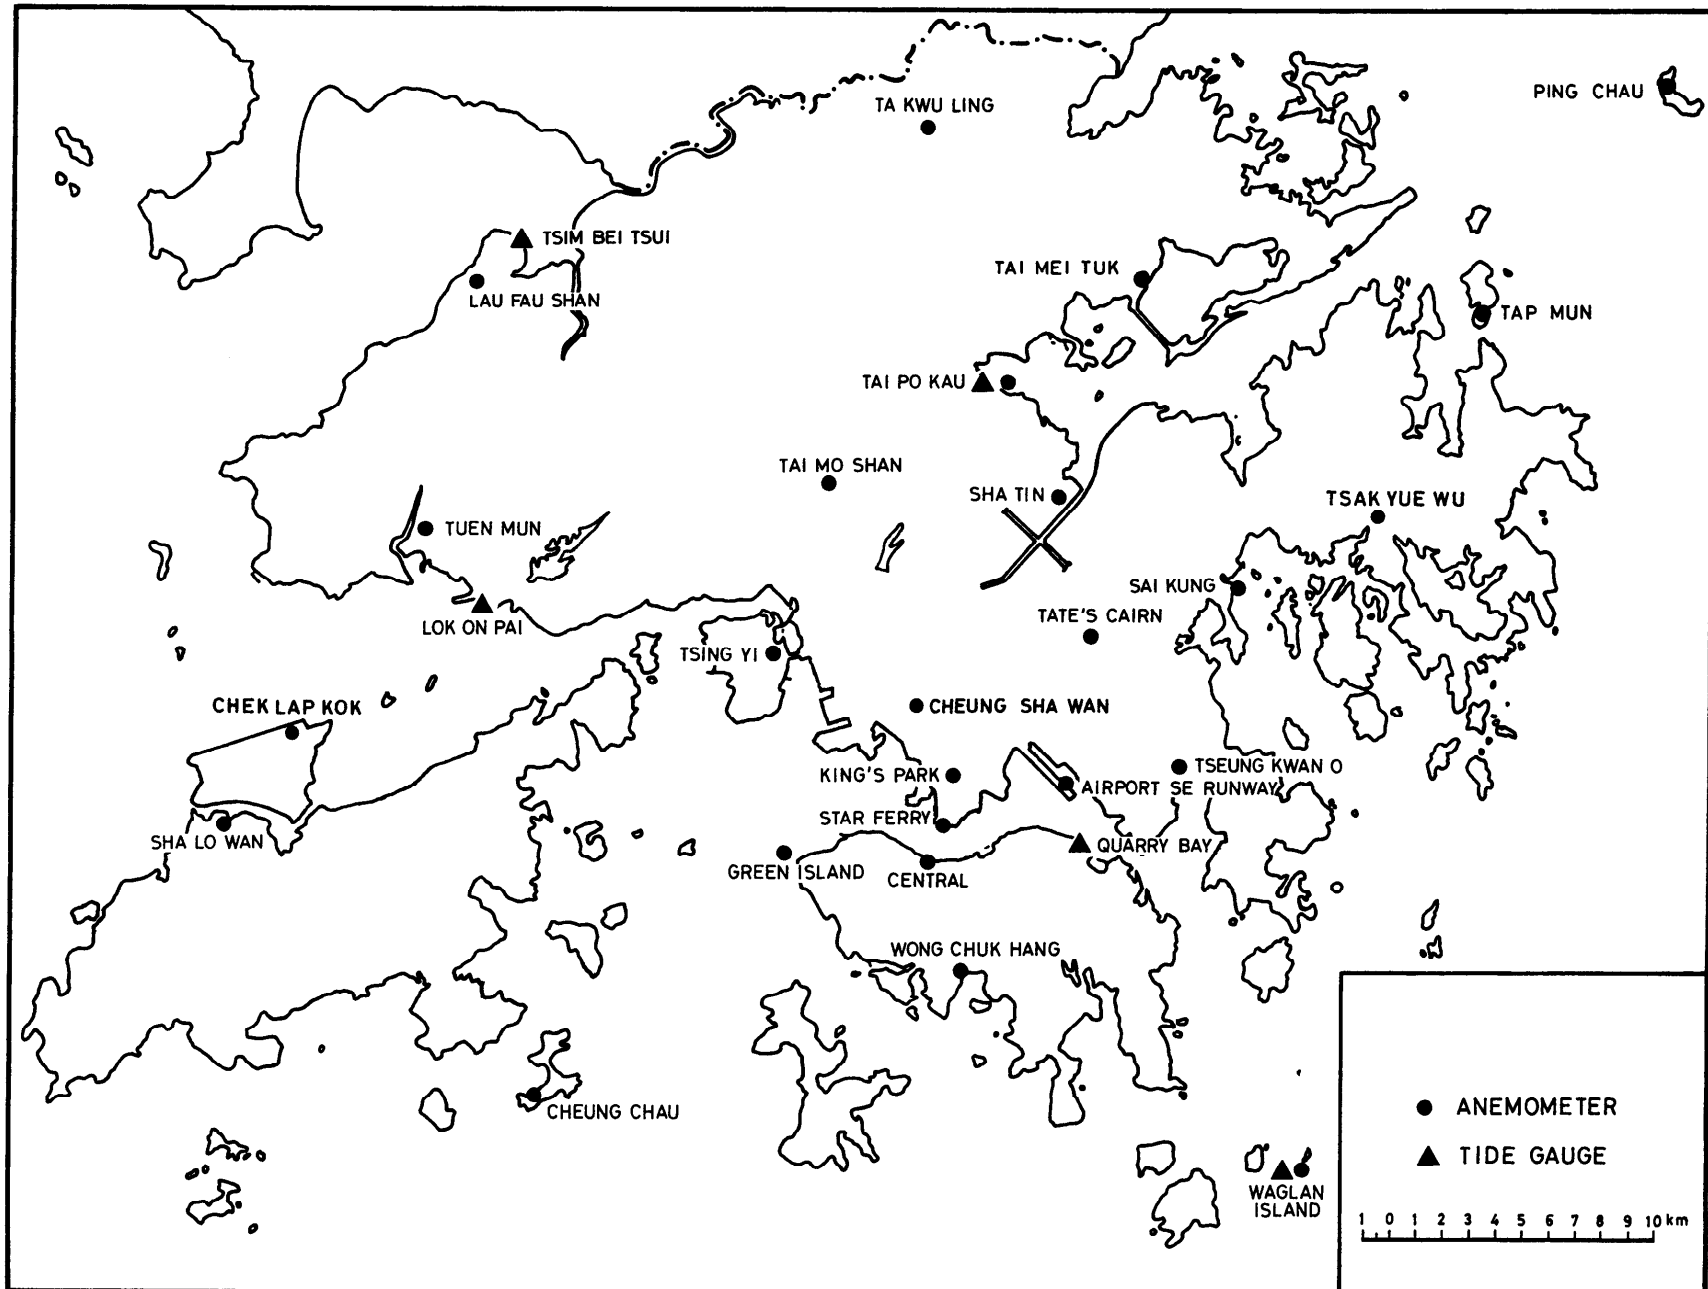 PING CHAU
TA KWU LING
TSIM BEI TSUI
TAI MEI TUK
LAU FAU SHAN
TAP MUN
TAI PO KAU
TAI MO SHAN
SHA TIN
TSAK YUE WU
TUEN MUN
SAI KUNG
TATE'S CAIRN
LOK ON PAI
TSING YI
CHEK LAP KOK
CHEUNG SHA WAN
KING'S PARK
TSEUNG KWAN O
AIRPORT SE RUNWAY
STAR FERRY
SHA LO WAN
QUARRY BAY
GREEN ISLAND
CENTRAL
WONG CHUK HANG
CHEUNG CHAU
ANEMOMETER
TIDE GAUGE
WAGLAN
ISLAND
1 0 1 2 3 4 5 6 7 8 9 10 km